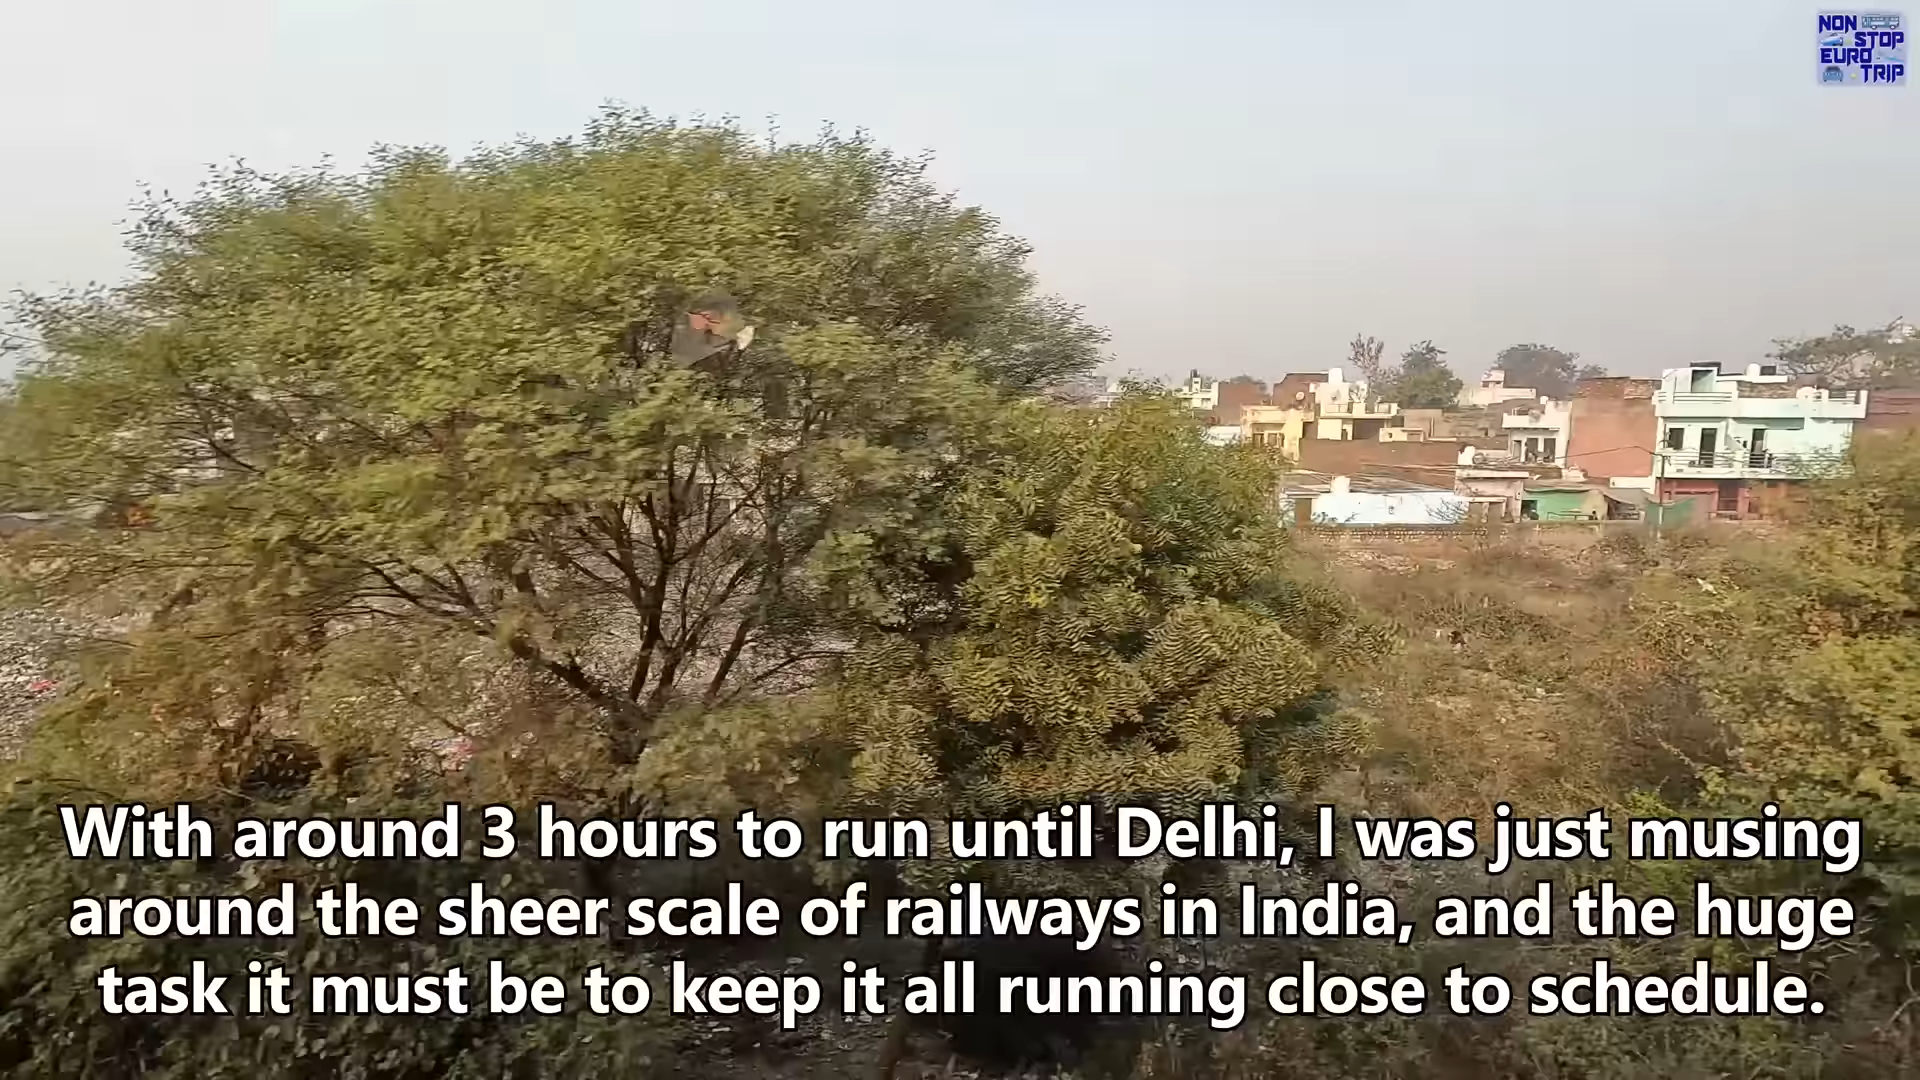 NON
STOP
EURO
TRIP
With around 3 hours to run until Delhi, I was just musing
around the sheer scale of railways in India, and the huge
task it must be to keep it all running close to schedule.